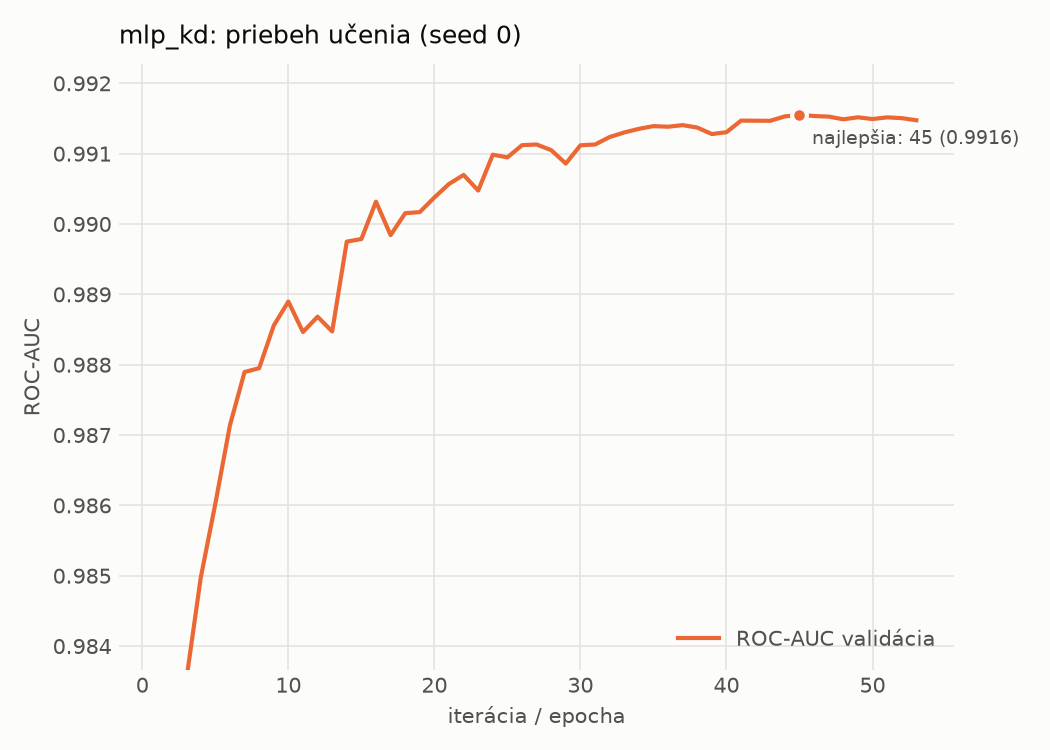 mlp_kd: priebeh učenia (seed 0)
0.992
najlepšia: 45 (0.9916)
0.991
0.990
0.989
0.988
ROC-AUC
0.987
0.986
0.985
0.984
ROC-AUC validácia
0 10 20 30 40 50
iterácia / epocha